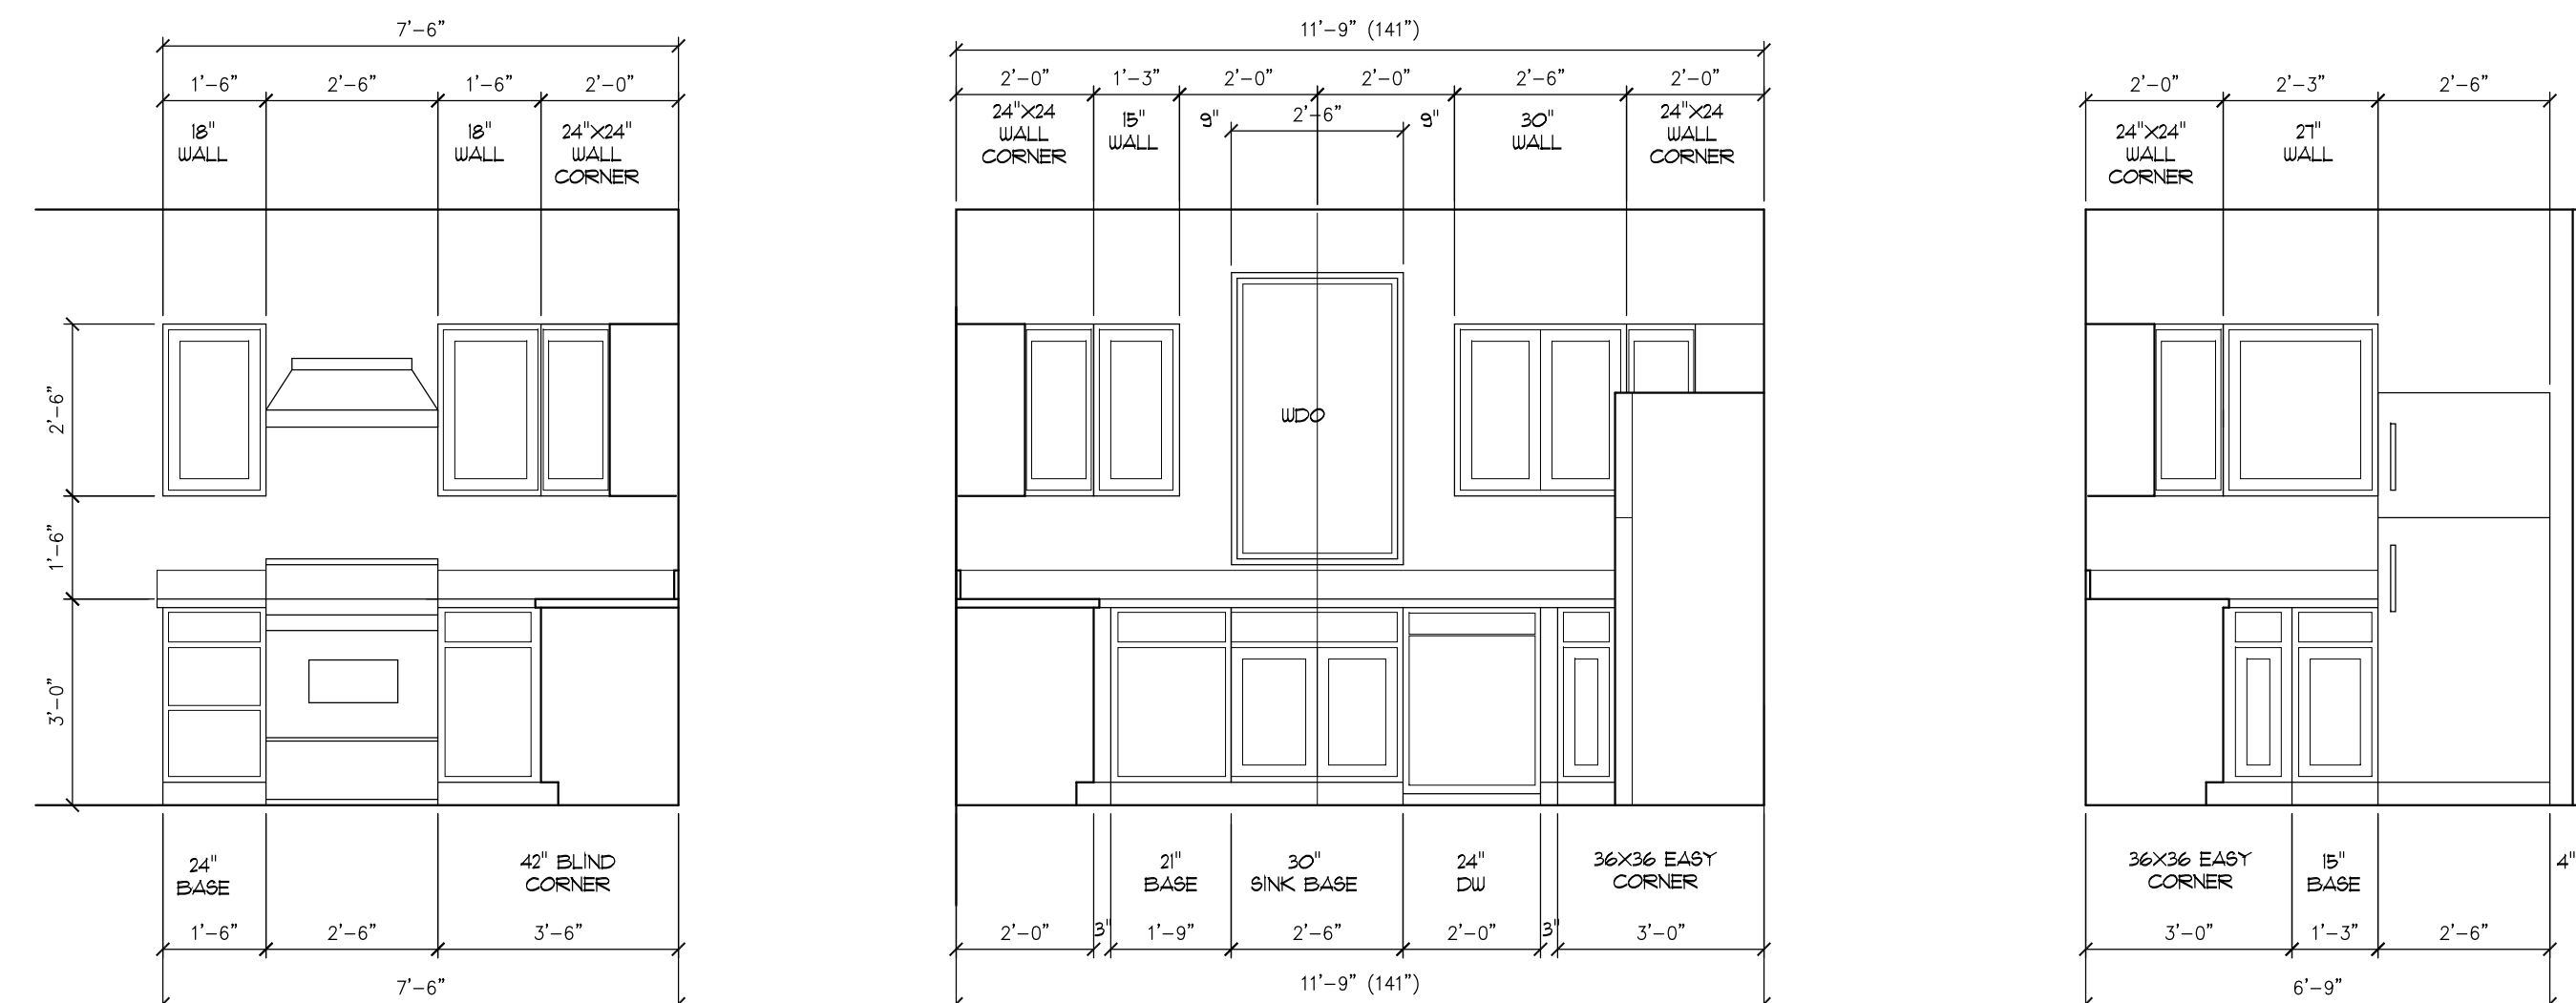 7'-6"
1'-6" 2'-6" 1'-6" 2'-0"
18"
WALL
18"
WALL
24"X24"
WALL
CORNER
2'-6"
1'-6"
3'-0"
24"
BASE
42" BLIND
CORNER
1'-6" 2'-6" 3'-6"
7'-6"
11'-9" (141")
2'-0" 1'-3" 2'-0" 2'-0" 2'-6" 2'-0"
24"X24
WALL
CORNER
15"
WALL
9"
2'-6"
9"
30"
WALL
24"X24
WALL
CORNER
WDO
21"
BASE
30"
SINK BASE
24"
DW
36X36 EASY
CORNER
2'-0" 3" 1'-9" 2'-6" 2'-0" 3" 3'-0"
11'-9" (141")
2'-0" 2'-3" 2'-6"
24"X24"
WALL
CORNER
27"
WALL
36X36 EASY
CORNER
15"
BASE
4"
3'-0" 1'-3" 2'-6"
6'-9"